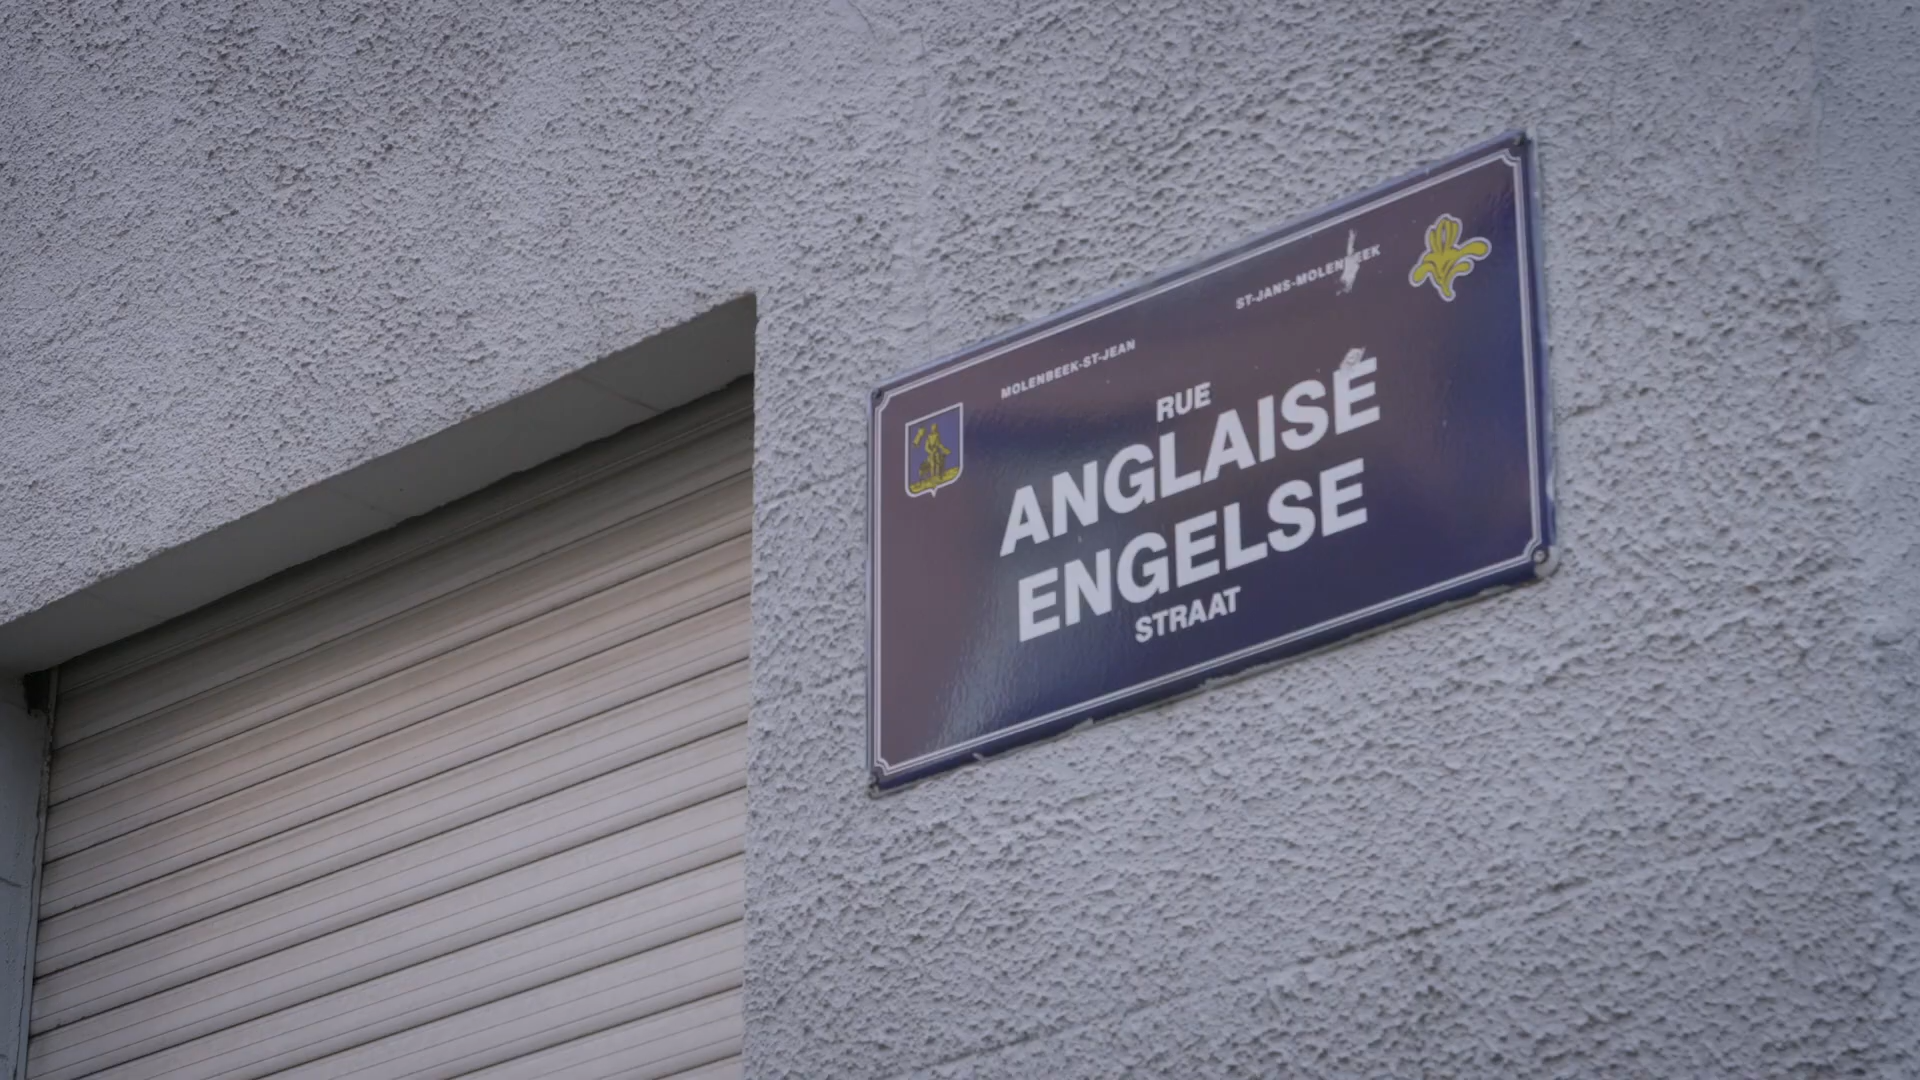 MOLENBEEK-ST-JEAN
ST-JANS-MOLENBEEK
RUE
ANGLAISE
ENGELSE
STRAAT